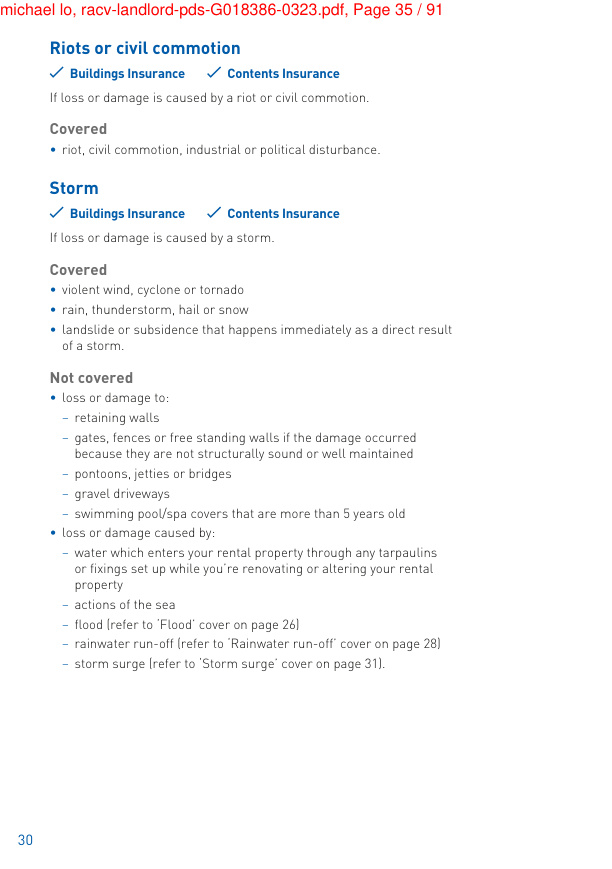 michael lo, racv-landlord-pds-G018386-0323.pdf, Page 35 / 91
Riots or civil commotion
✓ Buildings Insurance ✓ Contents Insurance
If loss or damage is caused by a riot or civil commotion.
Covered
• riot, civil commotion, industrial or political disturbance.
Storm
✓ Buildings Insurance ✓ Contents Insurance
If loss or damage is caused by a storm.
Covered
• violent wind, cyclone or tornado
• rain, thunderstorm, hail or snow
• landslide or subsidence that happens immediately as a direct result
of a storm.
Not covered
• loss or damage to:
– retaining walls
– gates, fences or free standing walls if the damage occurred
because they are not structurally sound or well maintained
– pontoons, jetties or bridges
– gravel driveways
– swimming pool/spa covers that are more than 5 years old
• loss or damage caused by:
– water which enters your rental property through any tarpaulins
or fixings set up while you're renovating or altering your rental
property
– actions of the sea
– flood (refer to 'Flood' cover on page 26)
– rainwater run-off (refer to 'Rainwater run-off' cover on page 28)
– storm surge (refer to 'Storm surge' cover on page 31).
30